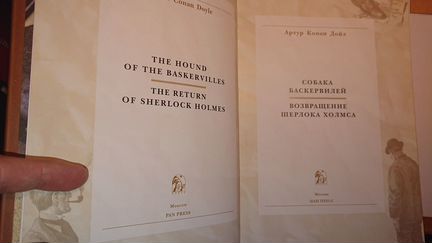 Conan Doyle
THE HOUND
OF THE BASKERVILLES
THE RETURN
OF SHERLOCK HOLMES
Moscow
PAN PRESS
Артур Конан Дойл
СОБАКА
БАСКЕРВИЛЕЙ
ВОЗВРАЩЕНИЕ
ШЕРЛОКА ХОЛМСА
Москва
ПАН ПРЕСС